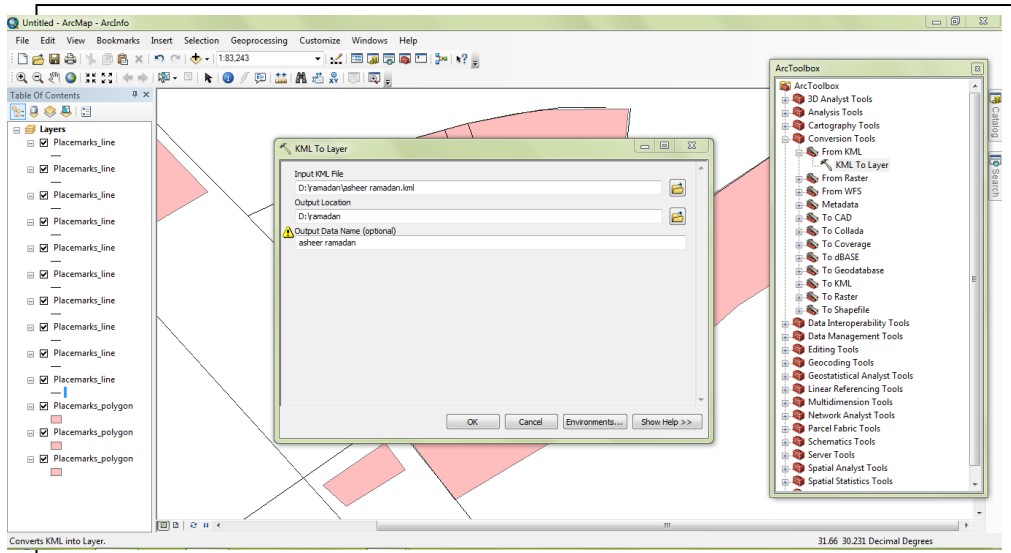 Untitled - ArcMap - ArcInfo
File Edit View Bookmarks Insert Selection Geoprocessing Customize Windows Help
1:83,243
Table Of Contents
Layers
Placemarks_line
Placemarks_line
Placemarks_line
Placemarks_line
Placemarks_line
Placemarks_line
Placemarks_line
Placemarks_line
Placemarks_line
Placemarks_line
Placemarks_polygon
Placemarks_polygon
Placemarks_polygon
KML To Layer
Input KML File
D:\ramadan\asheer ramadan.kml
Output Location
D:\ramadan
Output Data Name (optional)
asheer ramadan
OK Cancel Environments... Show Help >>
ArcToolbox
ArcToolbox
3D Analyst Tools
Analysis Tools
Cartography Tools
Conversion Tools
From KML
KML To Layer
From Raster
From WFS
Metadata
To CAD
To Collada
To Coverage
To dBASE
To Geodatabase
To KML
To Raster
To Shapefile
Data Interoperability Tools
Data Management Tools
Editing Tools
Geocoding Tools
Geostatistical Analyst Tools
Linear Referencing Tools
Multidimension Tools
Network Analyst Tools
Parcel Fabric Tools
Schematics Tools
Server Tools
Spatial Analyst Tools
Spatial Statistics Tools
Catalog
Search
Converts KML into Layer.
31.66 30.231 Decimal Degrees